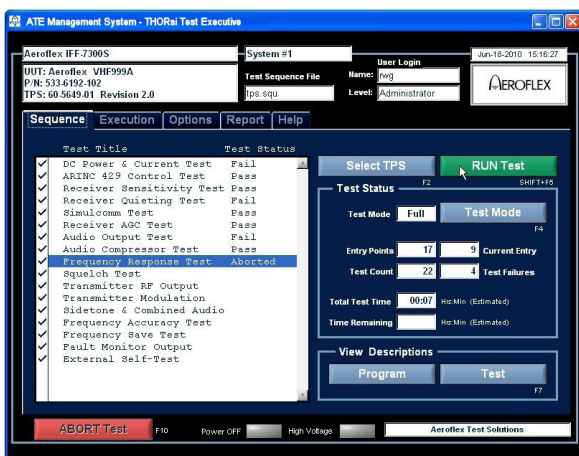 ATE Management System - THORsi Test Executive
Aeroflex IFF-7300S
System #1
Jun-18-2010 15:16:27
UUT: Aeroflex VHF999A
P/N: 533-6192-102
TPS: 60-5649-01 Revision 2.0
Test Sequence File
tps.squ
User Login
Name: rwg
Level: Administrator
AEROFLEX
Sequence Execution Options Report Help
Test Title Test Status
DC Power & Current Test Fail
ARINC 429 Control Test Pass
Receiver Sensitivity Test Pass
Receiver Quieting Test Fail
Simulcomm Test Pass
Receiver AGC Test Pass
Audio Output Test Fail
Audio Compressor Test Pass
Frequency Response Test Aborted
Squelch Test
Transmitter RF Output
Transmitter Modulation
Sidetone & Combined Audio
Frequency Accuracy Test
Frequency Save Test
Fault Monitor Output
External Self-Test
Select TPS
F2
RUN Test
SHIFT+F5
Test Status
Test Mode Full
Test Mode
F4
Entry Points 17
9 Current Entry
Test Count 22
4 Test Failures
Total Test Time 00:07 Hrs:Min (Estimated)
Time Remaining Hrs:Min (Estimated)
View Descriptions
Program
Test
F7
ABORT Test F10
Power OFF
High Voltage
Aeroflex Test Solutions